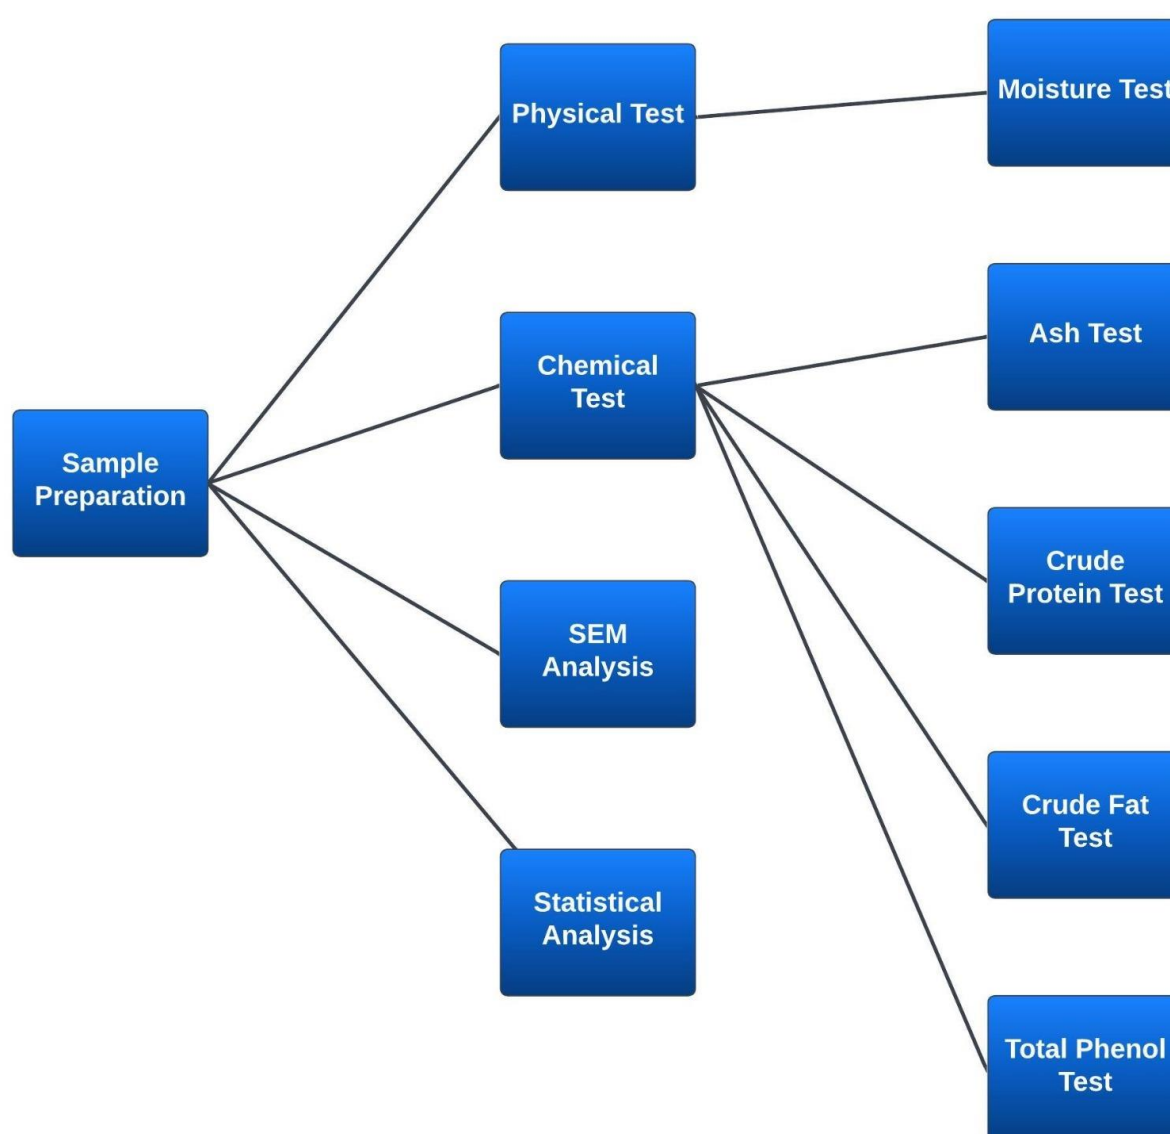 Physical Test
Moisture Test
Chemical
Test
Ash Test
Sample
Preparation
Crude
Protein Test
SEM
Analysis
Crude Fat
Test
Statistical
Analysis
Total Phenol
Test